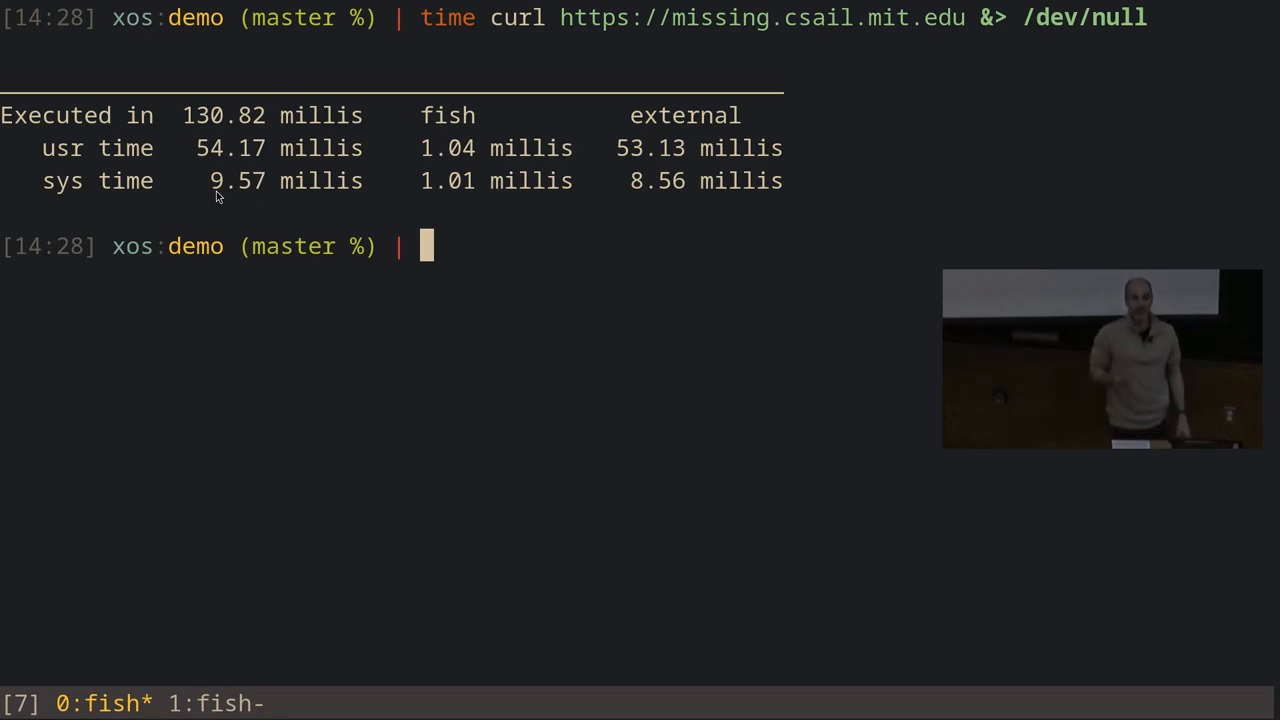 [14:28] xos:demo (master %) | time curl https://missing.csail.mit.edu &> /dev/null
Executed in 130.82 millis fish external
usr time 54.17 millis 1.04 millis 53.13 millis
sys time 9.57 millis 1.01 millis 8.56 millis
[14:28] xos:demo (master %) |
[7] 0:fish* 1:fish-